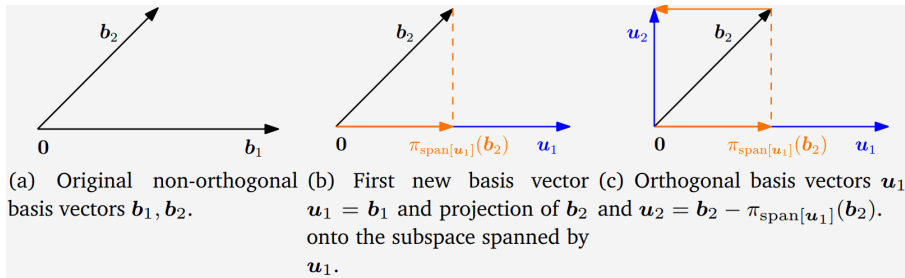 b₂
0
b₁
(a) Original non-orthogonal
basis vectors b₁, b₂.
b₂
0
π_span[u₁](b₂)
u₁
(b) First new basis vector
u₁ = b₁ and projection of b₂
onto the subspace spanned by
u₁.
u₂
b₂
0
π_span[u₁](b₂)
u₁
(c) Orthogonal basis vectors u₁
and u₂ = b₂ − π_span[u₁](b₂).